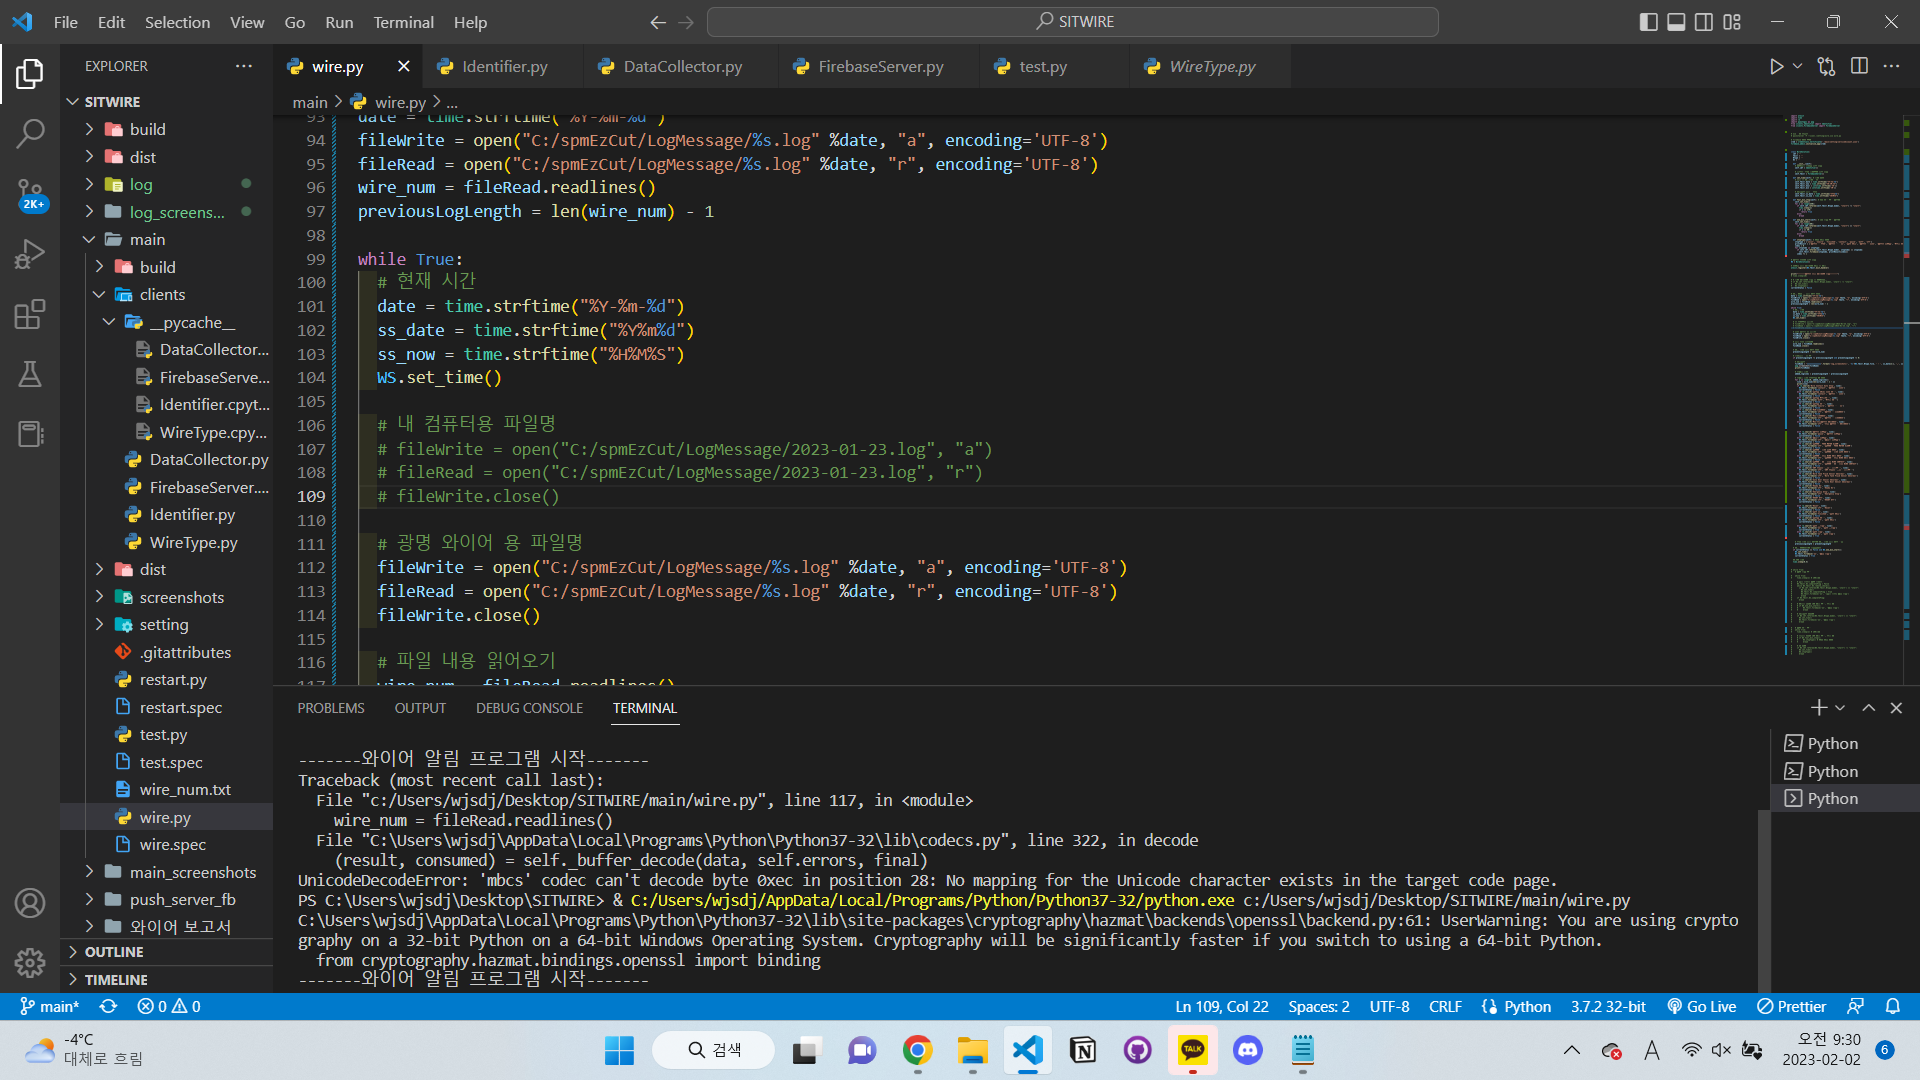 File Edit Selection View Go Run Terminal Help
SITWIRE
EXPLORER
SITWIRE
build
dist
log
log_screens...
main
build
clients
__pycache__
DataCollector...
FirebaseServe...
Identifier.cpyt...
WireType.cpy...
DataCollector.py
FirebaseServer....
Identifier.py
WireType.py
dist
screenshots
setting
.gitattributes
restart.py
restart.spec
test.py
test.spec
wire_num.txt
wire.py
wire.spec
main_screenshots
push_server_fb
와이어 보고서
OUTLINE
TIMELINE
2K+
wire.py Identifier.py DataCollector.py FirebaseServer.py test.py WireType.py
main > wire.py > ...
93 date = time.strftime("%Y-%m-%d")
94 fileWrite = open("C:/spmEzCut/LogMessage/%s.log" %date, "a", encoding='UTF-8')
95 fileRead = open("C:/spmEzCut/LogMessage/%s.log" %date, "r", encoding='UTF-8')
96 wire_num = fileRead.readlines()
97 previousLogLength = len(wire_num) - 1
98
99 while True:
100 # 현재 시간
101 date = time.strftime("%Y-%m-%d")
102 ss_date = time.strftime("%Y%m%d")
103 ss_now = time.strftime("%H%M%S")
104 WS.set_time()
105
106 # 내 컴퓨터용 파일명
107 # fileWrite = open("C:/spmEzCut/LogMessage/2023-01-23.log", "a")
108 # fileRead = open("C:/spmEzCut/LogMessage/2023-01-23.log", "r")
109 # fileWrite.close()
110
111 # 광명 와이어 용 파일명
112 fileWrite = open("C:/spmEzCut/LogMessage/%s.log" %date, "a", encoding='UTF-8')
113 fileRead = open("C:/spmEzCut/LogMessage/%s.log" %date, "r", encoding='UTF-8')
114 fileWrite.close()
115
116 # 파일 내용 읽어오기
117 wire_num = fileRead.readlines()
PROBLEMS OUTPUT DEBUG CONSOLE TERMINAL
-------와이어 알림 프로그램 시작-------
Traceback (most recent call last):
File "c:/Users/wjsdj/Desktop/SITWIRE/main/wire.py", line 117, in <module>
wire_num = fileRead.readlines()
File "C:\Users\wjsdj\AppData\Local\Programs\Python\Python37-32\lib\codecs.py", line 322, in decode
(result, consumed) = self._buffer_decode(data, self.errors, final)
UnicodeDecodeError: 'mbcs' codec can't decode byte 0xec in position 28: No mapping for the Unicode character exists in the target code page.
PS C:\Users\wjsdj\Desktop\SITWIRE> & C:/Users/wjsdj/AppData/Local/Programs/Python/Python37-32/python.exe c:/Users/wjsdj/Desktop/SITWIRE/main/wire.py
C:\Users\wjsdj\AppData\Local\Programs\Python\Python37-32\lib\site-packages\cryptography\hazmat\backends\openssl\backend.py:61: UserWarning: You are using crypto
graphy on a 32-bit Python on a 64-bit Windows Operating System. Cryptography will be significantly faster if you switch to using a 64-bit Python.
from cryptography.hazmat.bindings.openssl import binding
-------와이어 알림 프로그램 시작-------
Python
Python
Python
main* 0 0 Ln 109, Col 22 Spaces: 2 UTF-8 CRLF Python 3.7.2 32-bit Go Live Prettier
-4°C
대체로 흐림
검색
TALK
A
오전 9:30
2023-02-02
6